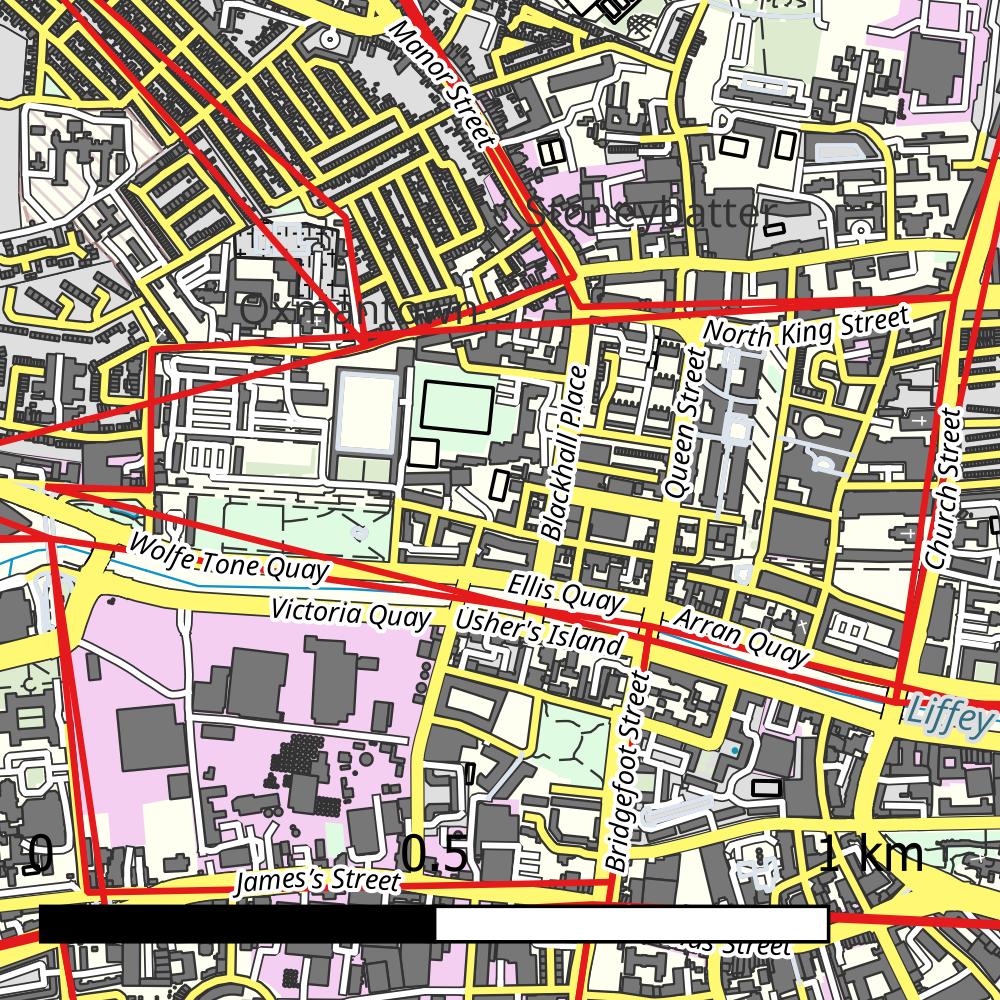 Manor Street
Stoneybatter
Oxmantown
North King Street
Blackhall Place
Queen Street
Church Street
Wolfe Tone Quay
Ellis Quay
Victoria Quay
Usher's Island
Arran Quay
Liffey
Bridgefoot Street
0 0.5 1 km
James's Street
Street